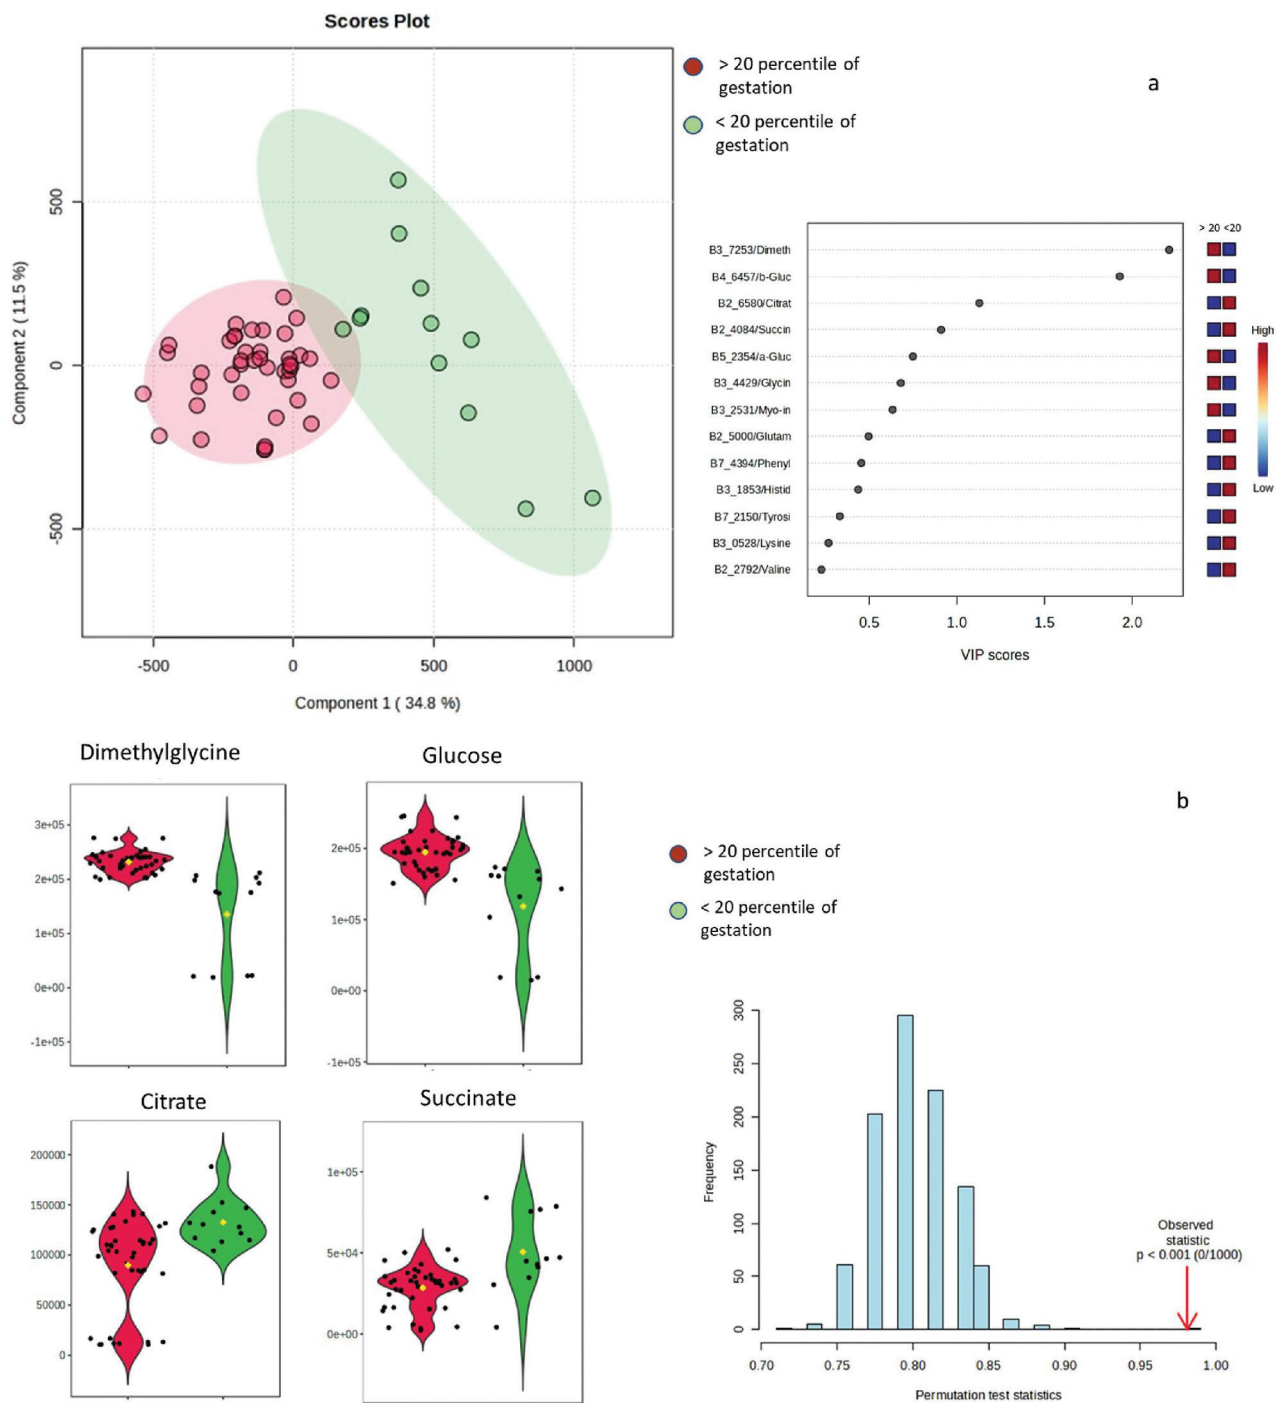 Scores Plot
500
0
-500
Component 2 ( 11.5 %)
-500
0
500
1000
Component 1 ( 34.8 %)
> 20 percentile of
gestation
< 20 percentile of
gestation
a
> 20 <20
B3_7253/Dimeth
B4_6457/b-Gluc
B2_6580/Citrat
B2_4084/Succin
B5_2354/a-Gluc
B3_4429/Glycin
B3_2531/Myo-in
B2_5000/Glutam
B7_4394/Phenyl
B3_1853/Histid
B7_2150/Tyrosi
B3_0528/Lysine
B2_2792/Valine
High
Low
0.5
1.0
1.5
2.0
VIP scores
Dimethylglycine
3e+05
2e+05
1e+05
0e+00
-1e+05
Glucose
2e+05
1e+05
0e+00
-1e+05
Citrate
200000
150000
100000
50000
0
Succinate
1e+05
5e+04
0e+00
b
> 20 percentile of
gestation
< 20 percentile of
gestation
300
250
200
150
100
50
0
Frequency
Observed
statistic
p < 0.001 (0/1000)
0.70
0.75
0.80
0.85
0.90
0.95
1.00
Permutation test statistics